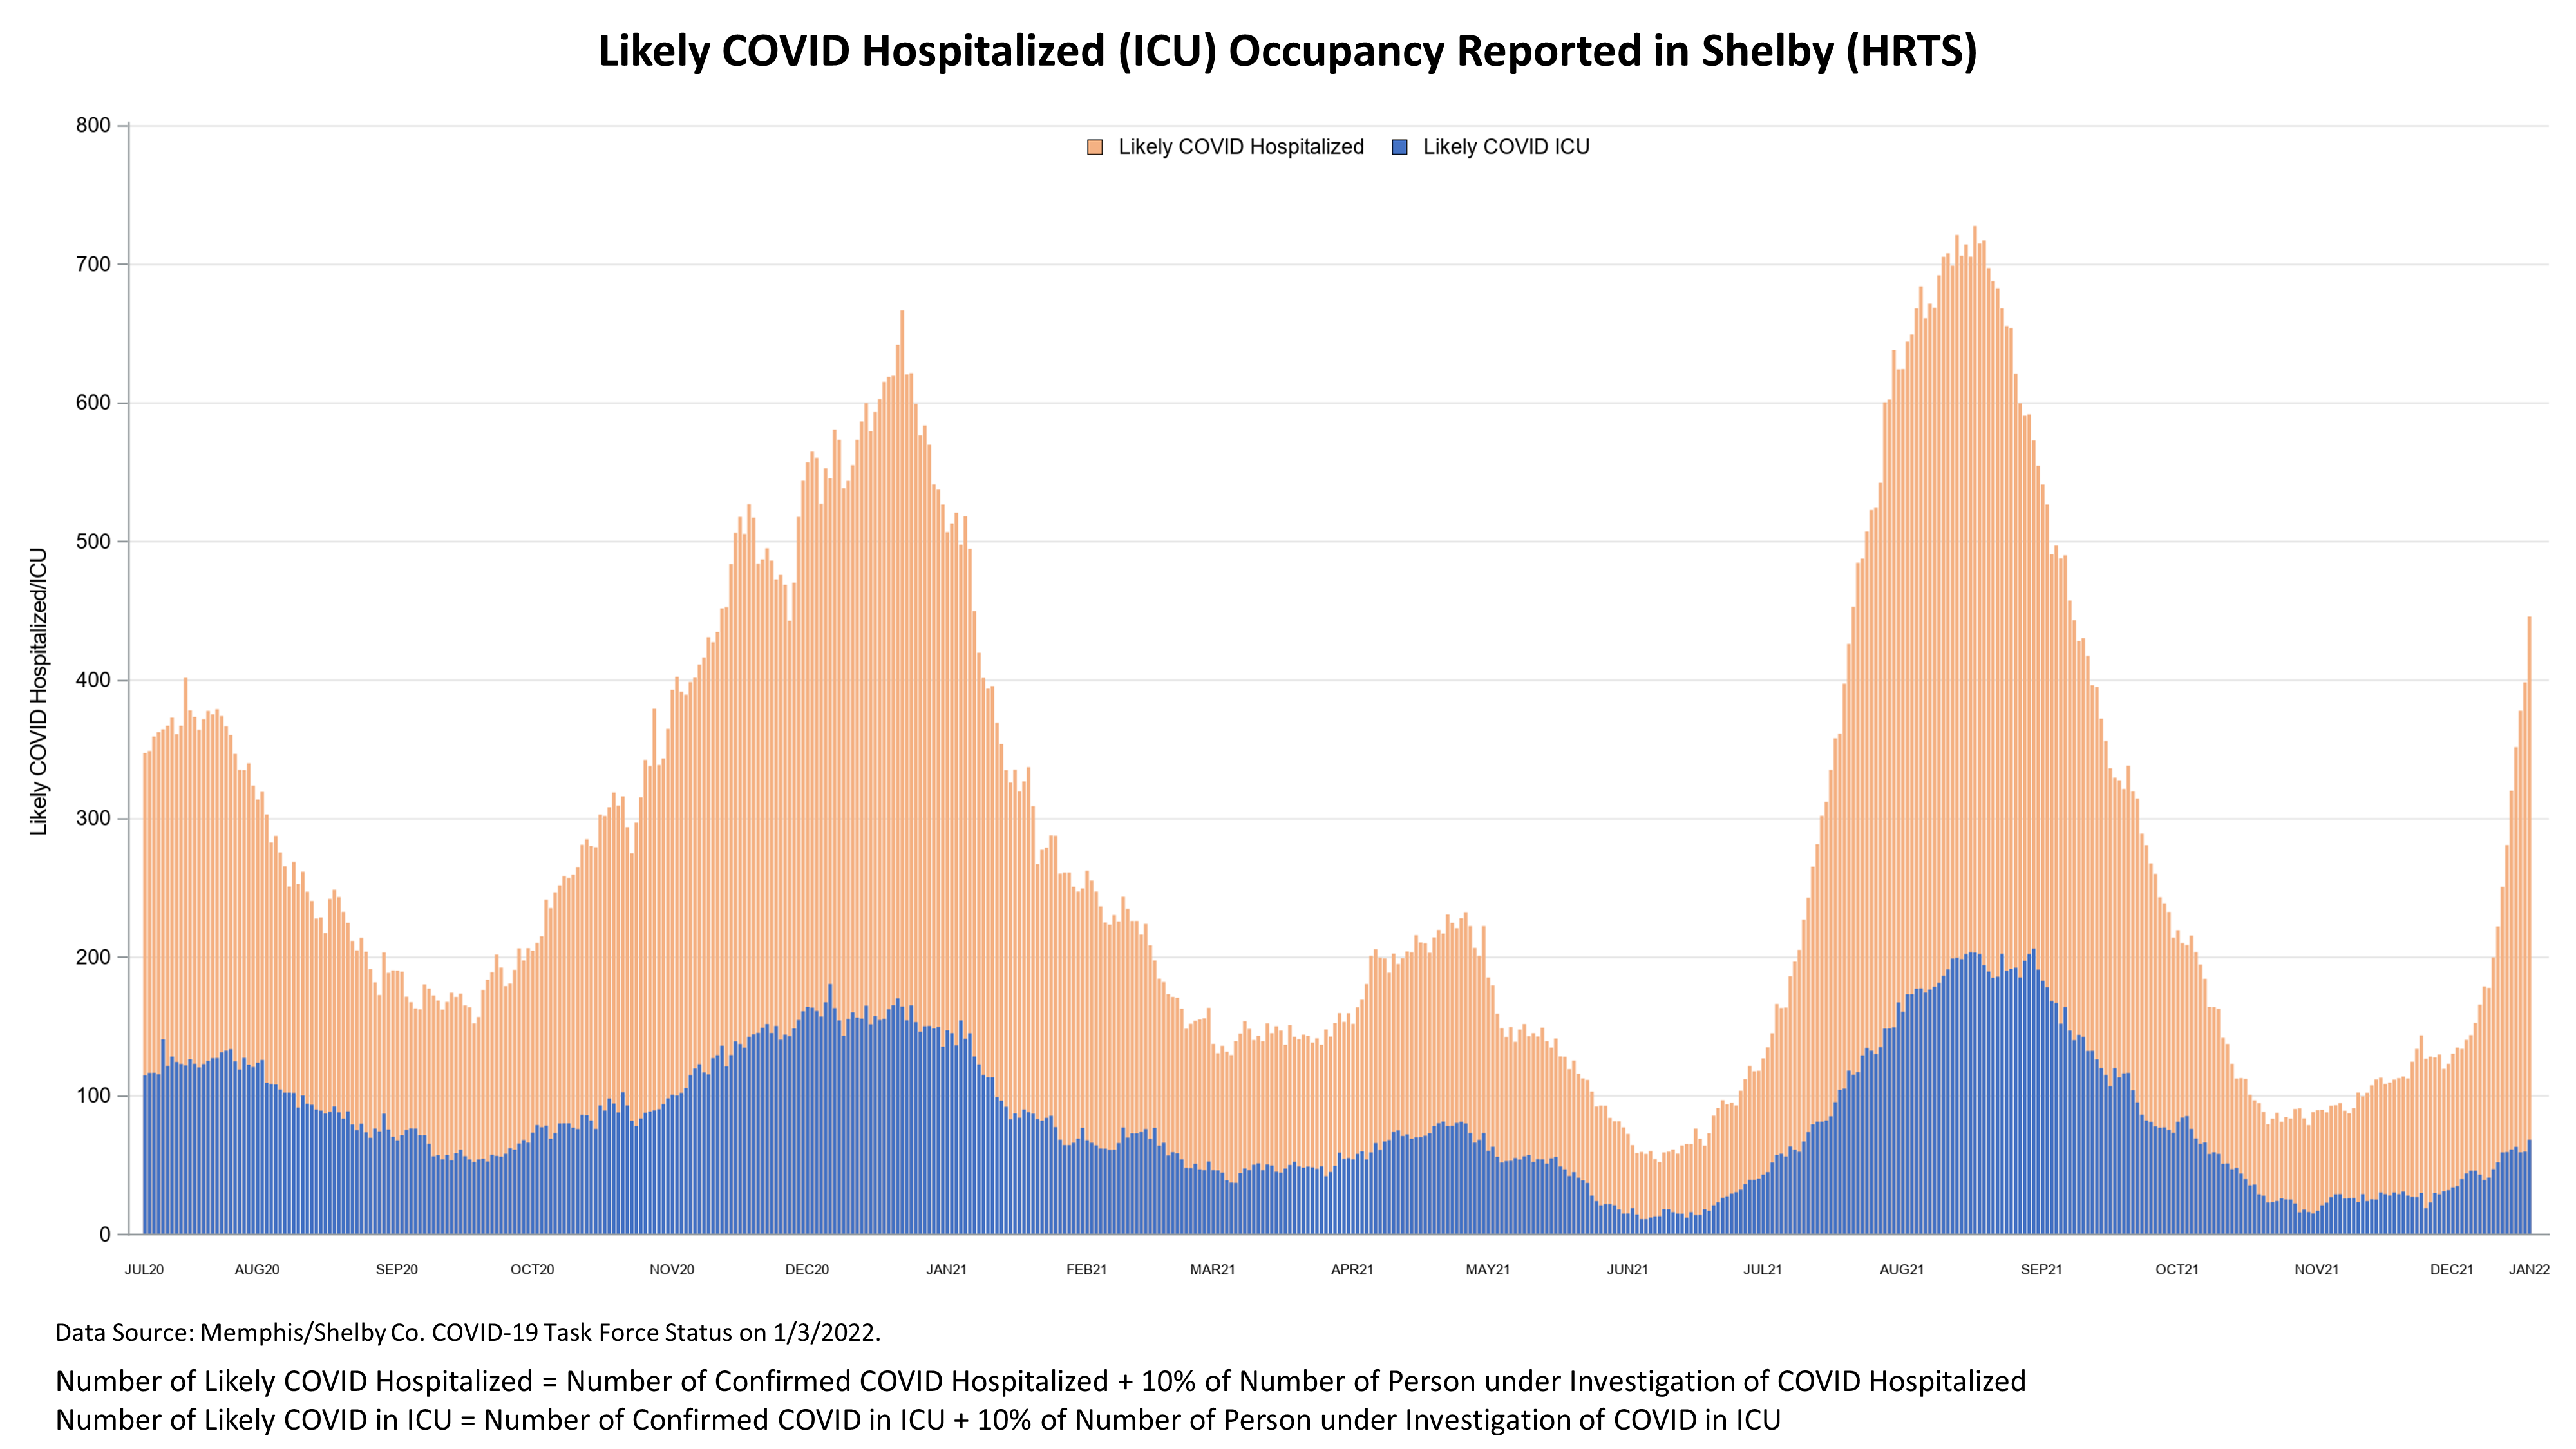 Likely COVID Hospitalized (ICU) Occupancy Reported in Shelby (HRTS)
Likely COVID Hospitalized Likely COVID ICU
Likely COVID Hospitalized/ICU
800
700
600
500
400
300
200
100
0
JUL20 AUG20 SEP20 OCT20 NOV20 DEC20 JAN21 FEB21 MAR21 APR21 MAY21 JUN21 JUL21 AUG21 SEP21 OCT21 NOV21 DEC21 JAN22
Data Source: Memphis/Shelby Co. COVID-19 Task Force Status on 1/3/2022.
Number of Likely COVID Hospitalized = Number of Confirmed COVID Hospitalized + 10% of Number of Person under Investigation of COVID Hospitalized
Number of Likely COVID in ICU = Number of Confirmed COVID in ICU + 10% of Number of Person under Investigation of COVID in ICU